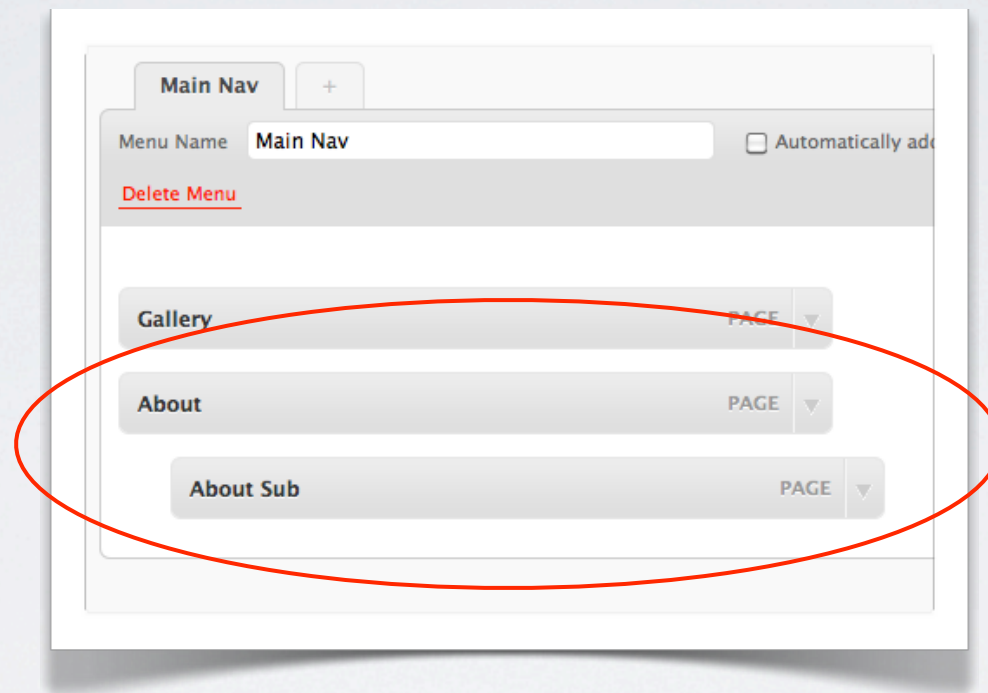 Main Nav +
Menu Name Main Nav Automatically add
Delete Menu
Gallery PAGE
About PAGE
About Sub PAGE